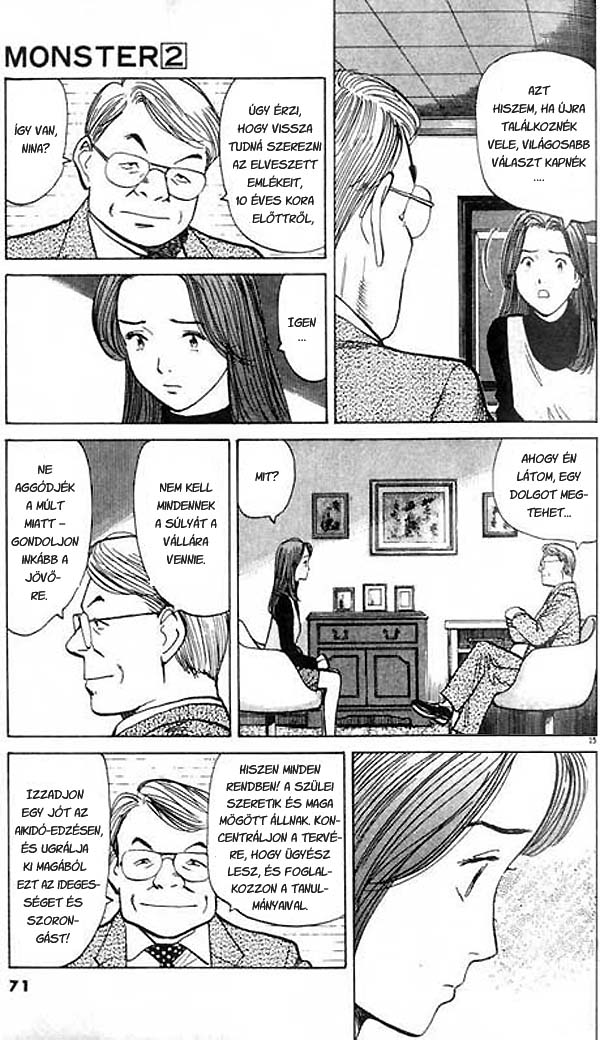 MONSTER2
AZT
HISZEM, HA ÚJRA
TALÁLKOZNÉK
VELE, VILÁGOSABB
VÁLASZT KAPNÉK
....
ÚGY ÉRZI,
HOGY VISSZA
TUDNÁ SZEREZNI
AZ ELVESZETT
EMLÉKEIT,
10 ÉVES KORA
ELŐTTRŐL,
ÍGY VAN,
NINA?
IGEN
...
AHOGY ÉN
LÁTOM, EGY
DOLGOT MEG-
TEHET...
MIT?
NEM KELL
MINDENNEK
A SÚLYÁT A
VÁLLÁRA
VENNIE.
NE
AGGÓDJÉK
A MÚLT
MIATT –
GONDOLJON
INKÁBB A
JÖVŐ-
RE.
HISZEN MINDEN
RENDBEN! A SZÜLEI
SZERETIK ÉS MAGA
MÖGÖTT ÁLLNAK. KON-
CENTRÁLJON A TERVÉ-
RE, HOGY ÜGYÉSZ
LESZ, ÉS FOGLAL-
KOZZON A TANUL-
MÁNYAIVAL.
IZZADJON
EGY JÓT AZ
AIKIDÓ-EDZÉSEN,
ÉS UGRÁLJA
KI MAGÁBÓL
EZT AZ IDEGES-
SÉGET ÉS
SZORON-
GÁST!
71